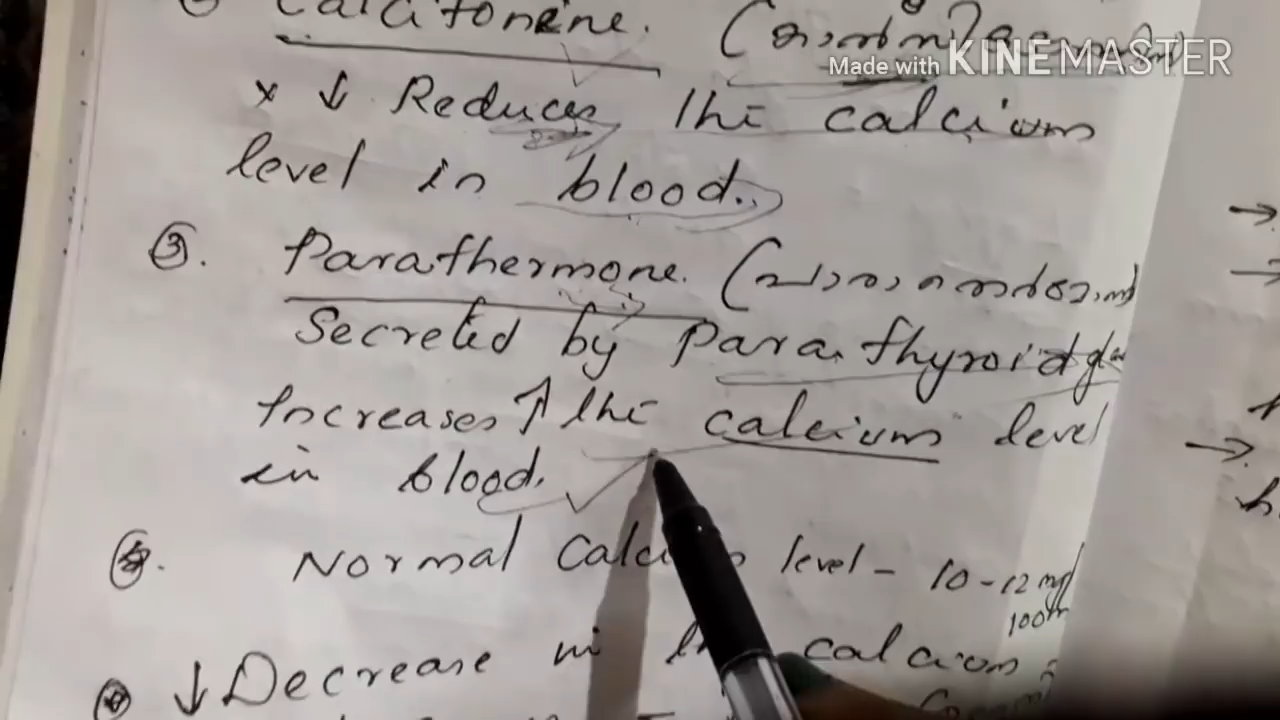 Calcitonine.
Made with KINEMASTER
x ↓ Reduces the calcium
level in blood.
③. Parathermone.
Secreted by Parathyroid
Increases ↑ the calcium level
in blood.
Normal level - 10-12 mg/
100m
↓ Decrease in calcium